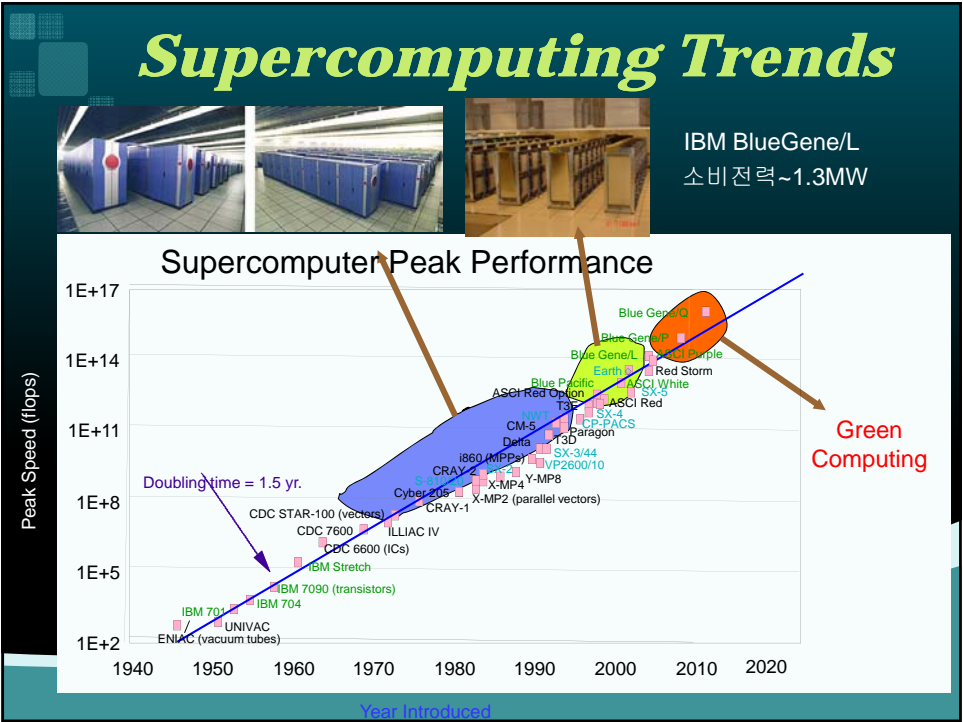 Supercomputing Trends
IBM BlueGene/L
소비전력~1.3MW
Supercomputer Peak Performance
Peak Speed (flops)
1E+17
1E+14
1E+11
1E+8
1E+5
1E+2
Blue Gene/Q
Blue Gene/P
Blue Gene/L
ASCI Purple
Earth
Red Storm
Blue Pacific
ASCI White
ASCI Red Option
SX-5
T3E
ASCI Red
NWT
SX-4
CM-5
CP-PACS
Paragon
Delta
T3D
SX-3/44
i860 (MPPs)
VP2600/10
CRAY-2
S-810/20
Y-MP8
X-MP4
Cyber 205
X-MP2 (parallel vectors)
CRAY-1
CDC STAR-100 (vectors)
CDC 7600
ILLIAC IV
CDC 6600 (ICs)
IBM Stretch
IBM 7090 (transistors)
IBM 704
IBM 701
UNIVAC
ENIAC (vacuum tubes)
Doubling time = 1.5 yr.
Green
Computing
1940 1950 1960 1970 1980 1990 2000 2010 2020
Year Introduced